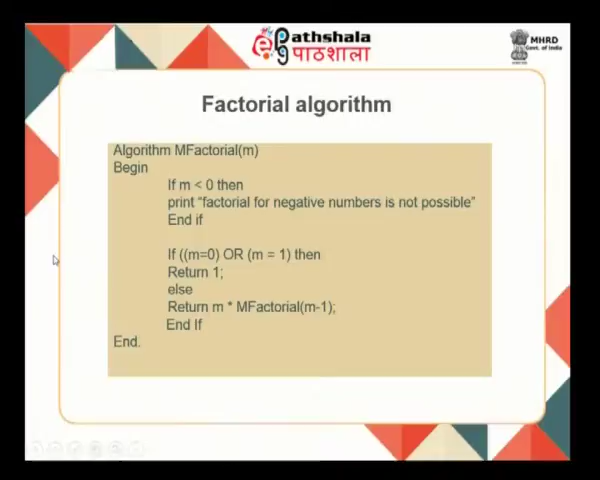 Pathshala
पाठशाला
MHRD
Govt. of India
Factorial algorithm
Algorithm MFactorial(m)
Begin
If m < 0 then
print “factorial for negative numbers is not possible”
End if
If ((m=0) OR (m = 1) then
Return 1;
else
Return m * MFactorial(m-1);
End If
End.